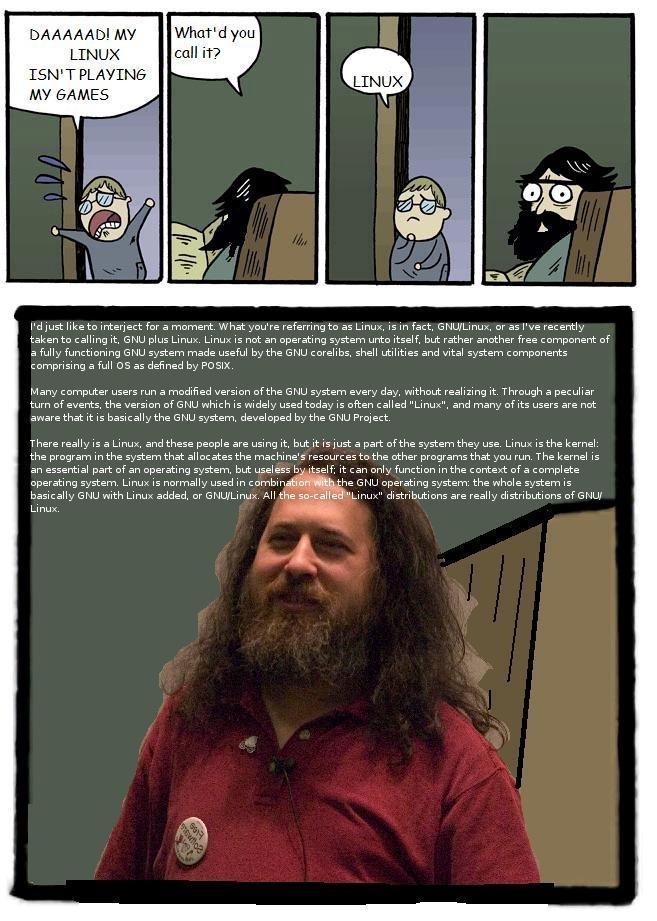 DAAAAAD! MY
LINUX
ISN'T PLAYING
MY GAMES
What'd you
call it?
LINUX
I'd just like to interject for a moment. What you're referring to as Linux, is in fact, GNU/Linux, or as I've recently
taken to calling it, GNU plus Linux. Linux is not an operating system unto itself, but rather another free component of
a fully functioning GNU system made useful by the GNU corelibs, shell utilities and vital system components
comprising a full OS as defined by POSIX.
Many computer users run a modified version of the GNU system every day, without realizing it. Through a peculiar
turn of events, the version of GNU which is widely used today is often called "Linux", and many of its users are not
aware that it is basically the GNU system, developed by the GNU Project.
There really is a Linux, and these people are using it, but it is just a part of the system they use. Linux is the kernel:
the program in the system that allocates the machine's resources to the other programs that you run. The kernel is
an essential part of an operating system, but useless by itself; it can only function in the context of a complete
operating system. Linux is normally used in combination with the GNU operating system: the whole system is
basically GNU with Linux added, or GNU/Linux. All the so-called "Linux" distributions are really distributions of GNU/
Linux.